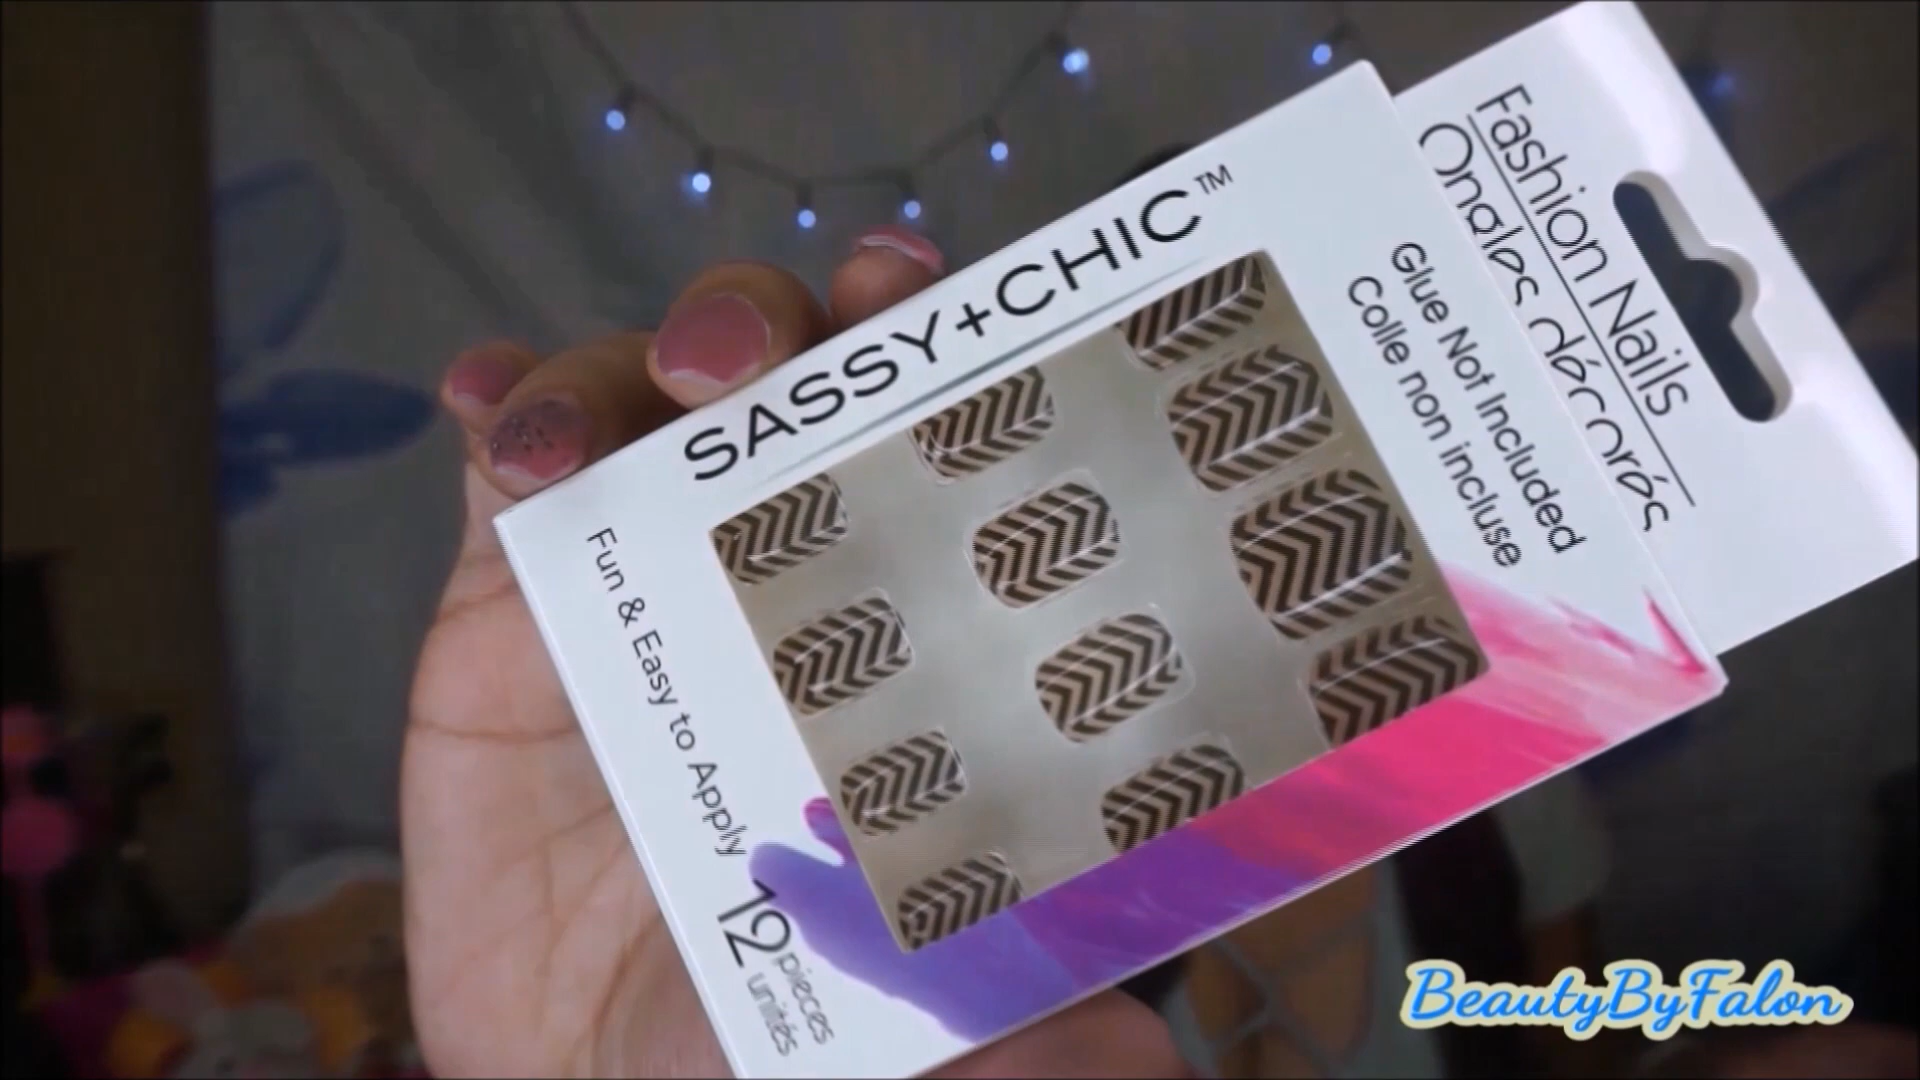 SASSY+CHIC™
Fashion Nails
Ongles décorés
Glue Not Included
Colle non incluse
Fun & Easy to Apply
12 pieces
unités
BeautyByFalon